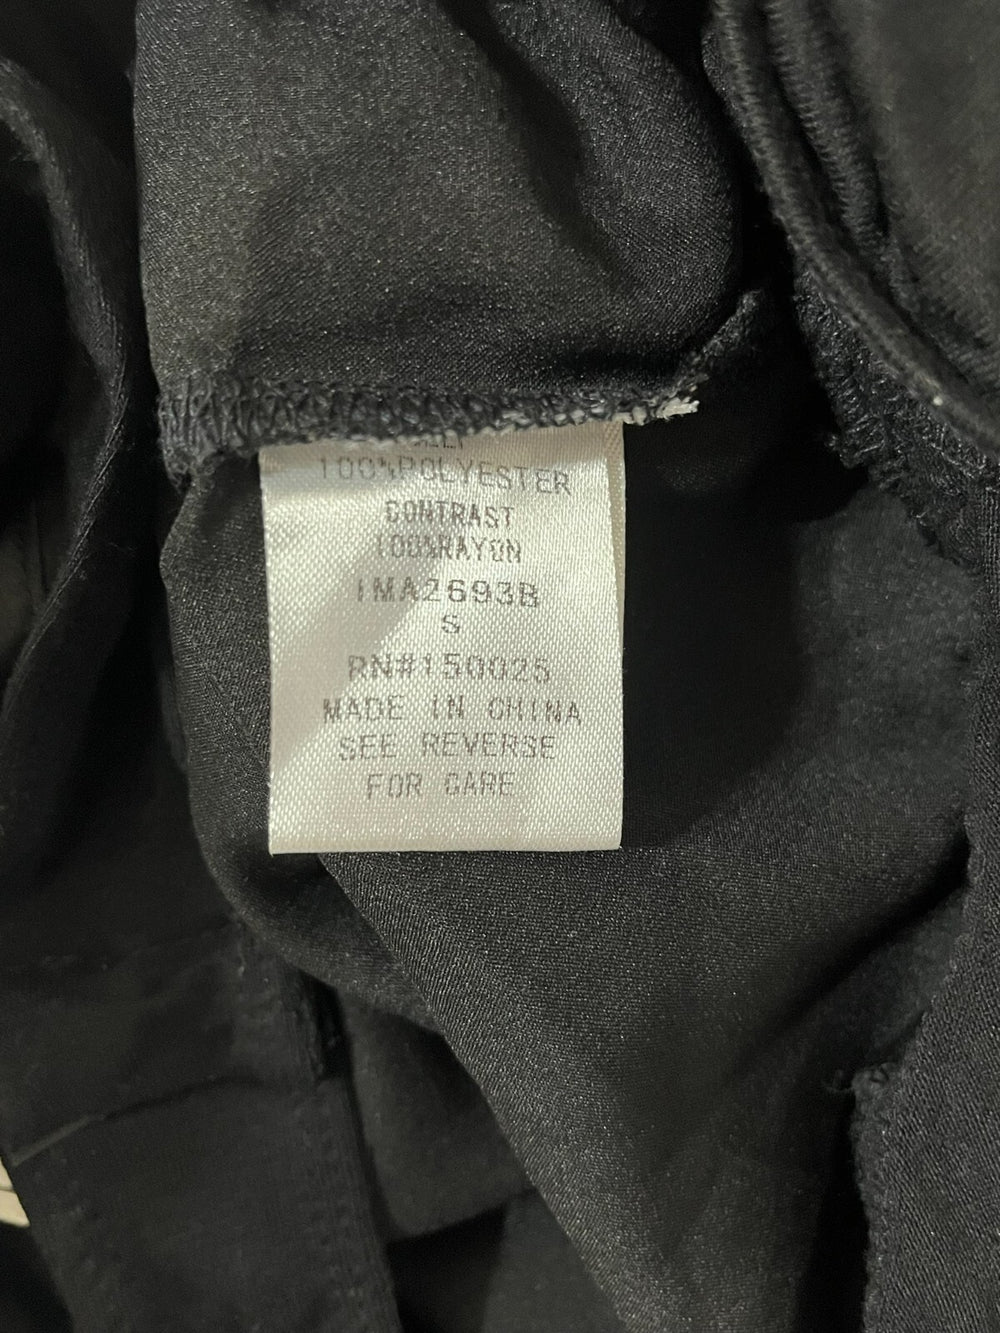 100%POLYESTER
CONTRAST
100%RAYON
IMA2693B
S
RN#150025
MADE IN CHINA
SEE REVERSE
FOR CARE